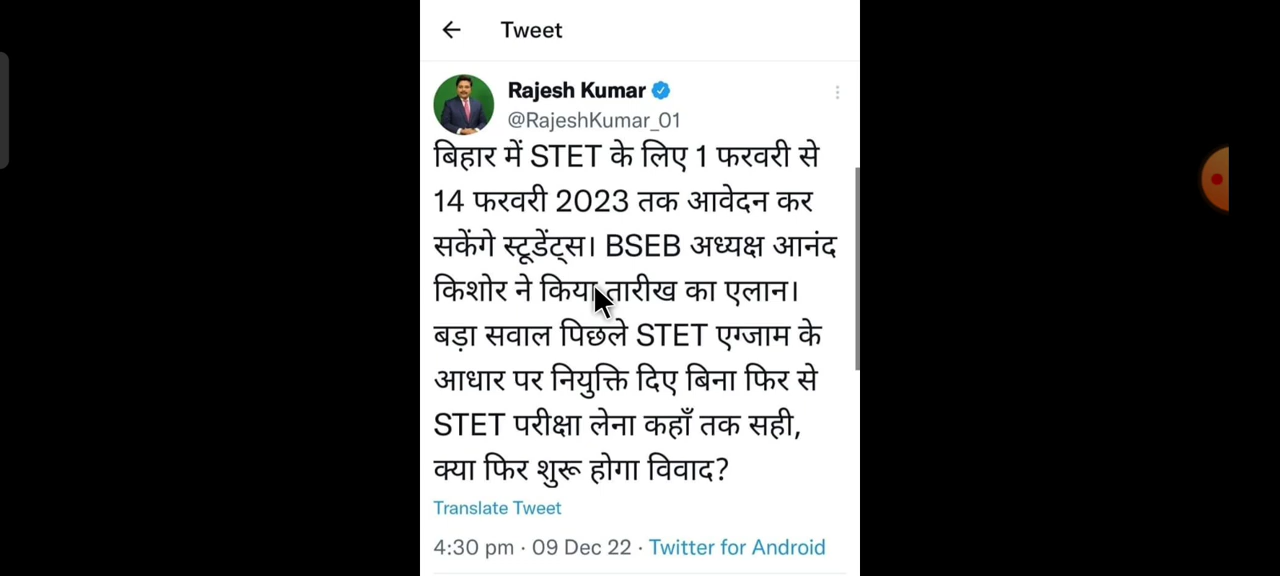 Tweet
Rajesh Kumar
@RajeshKumar_01
बिहार में STET के लिए 1 फरवरी से
14 फरवरी 2023 तक आवेदन कर
सकेंगे स्टूडेंट्स। BSEB अध्यक्ष आनंद
किशोर ने किया तारीख का एलान।
बड़ा सवाल पिछले STET एग्जाम के
आधार पर नियुक्ति दिए बिना फिर से
STET परीक्षा लेना कहाँ तक सही,
क्या फिर शुरू होगा विवाद?
Translate Tweet
4:30 pm · 09 Dec 22 · Twitter for Android